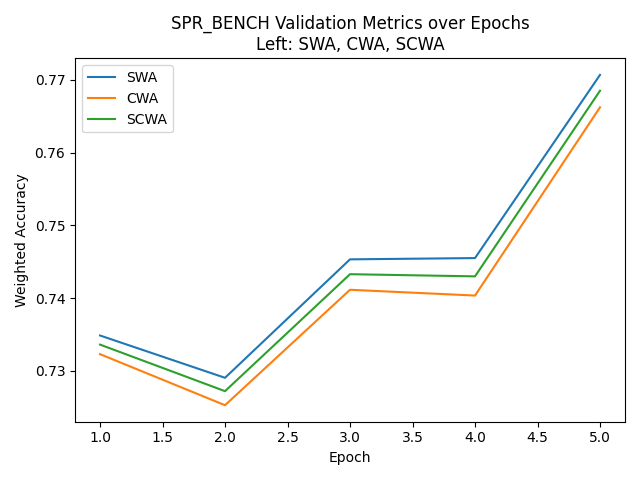 SPR_BENCH Validation Metrics over Epochs
Left: SWA, CWA, SCWA
SWA
CWA
SCWA
Weighted Accuracy
0.77
0.76
0.75
0.74
0.73
1.0 1.5 2.0 2.5 3.0 3.5 4.0 4.5 5.0
Epoch